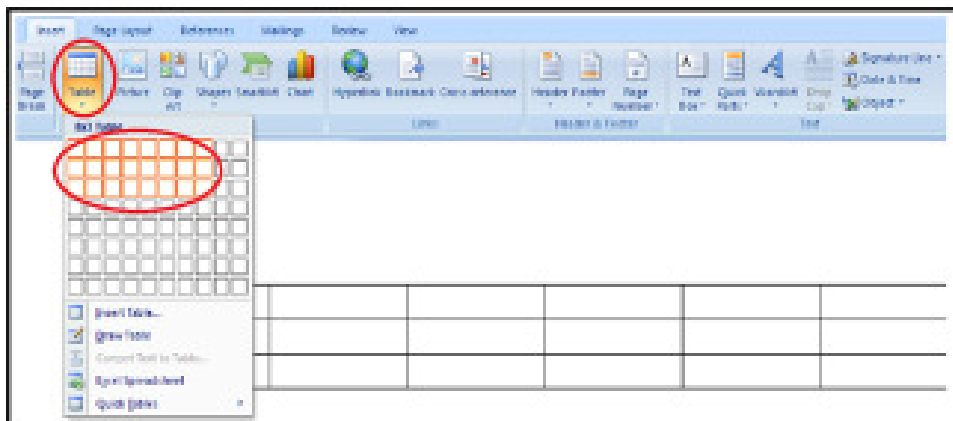 Insert Page Layout References Mailings Review View
Page Break
Table
Picture
Clip Art
Shapes
SmartArt
Chart
Hyperlink
Bookmark
Cross-reference
Header
Footer
Page Number
Text Box
Quick Parts
WordArt
Drop Cap
Signature Line
Date & Time
Object
Links
Header & Footer
Text
Insert Table...
Draw Table
Convert Text to Table...
Excel Spreadsheet
Quick Tables